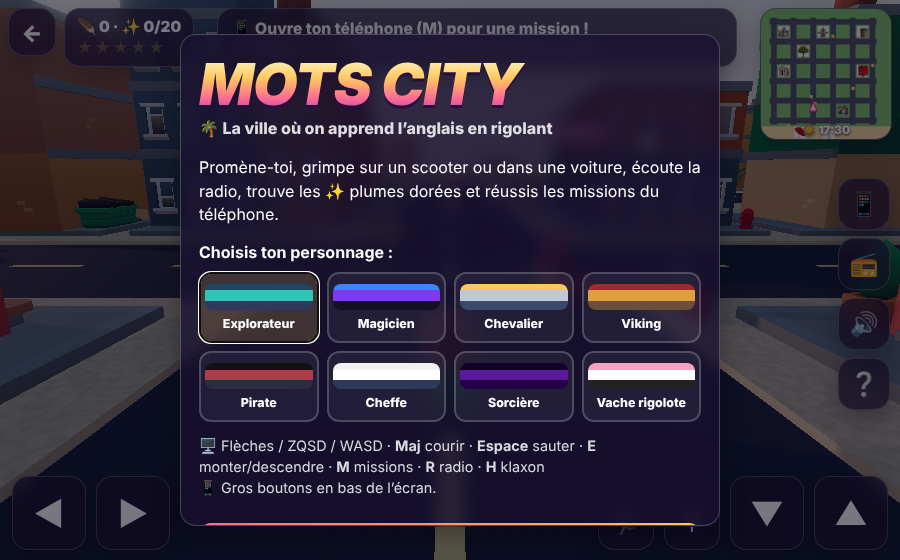 🪶 0 · ✨ 0/20
★★★★★
📱 Ouvre ton téléphone (M) pour une mission !
17:30
MOTS CITY
🌴 La ville où on apprend l’anglais en rigolant
Promène-toi, grimpe sur un scooter ou dans une voiture, écoute la
radio, trouve les ✨ plumes dorées et réussis les missions du
téléphone.
Choisis ton personnage :
Explorateur
Magicien
Chevalier
Viking
Pirate
Cheffe
Sorcière
Vache rigolote
🖥️ Flèches / ZQSD / WASD · Maj courir · Espace sauter · E
monter/descendre · M missions · R radio · H klaxon
📱 Gros boutons en bas de l’écran.
?